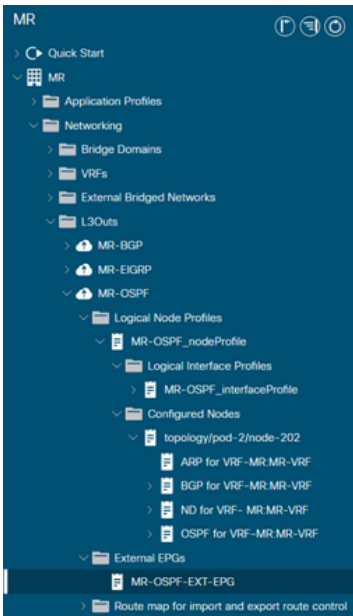 MR
Quick Start
MR
Application Profiles
Networking
Bridge Domains
VRFs
External Bridged Networks
L3Outs
MR-BGP
MR-EIGRP
MR-OSPF
Logical Node Profiles
MR-OSPF_nodeProfile
Logical Interface Profiles
MR-OSPF_interfaceProfile
Configured Nodes
topology/pod-2/node-202
ARP for VRF-MR:MR-VRF
BGP for VRF-MR:MR-VRF
ND for VRF- MR:MR-VRF
OSPF for VRF-MR:MR-VRF
External EPGs
MR-OSPF-EXT-EPG
Route map for import and export route control